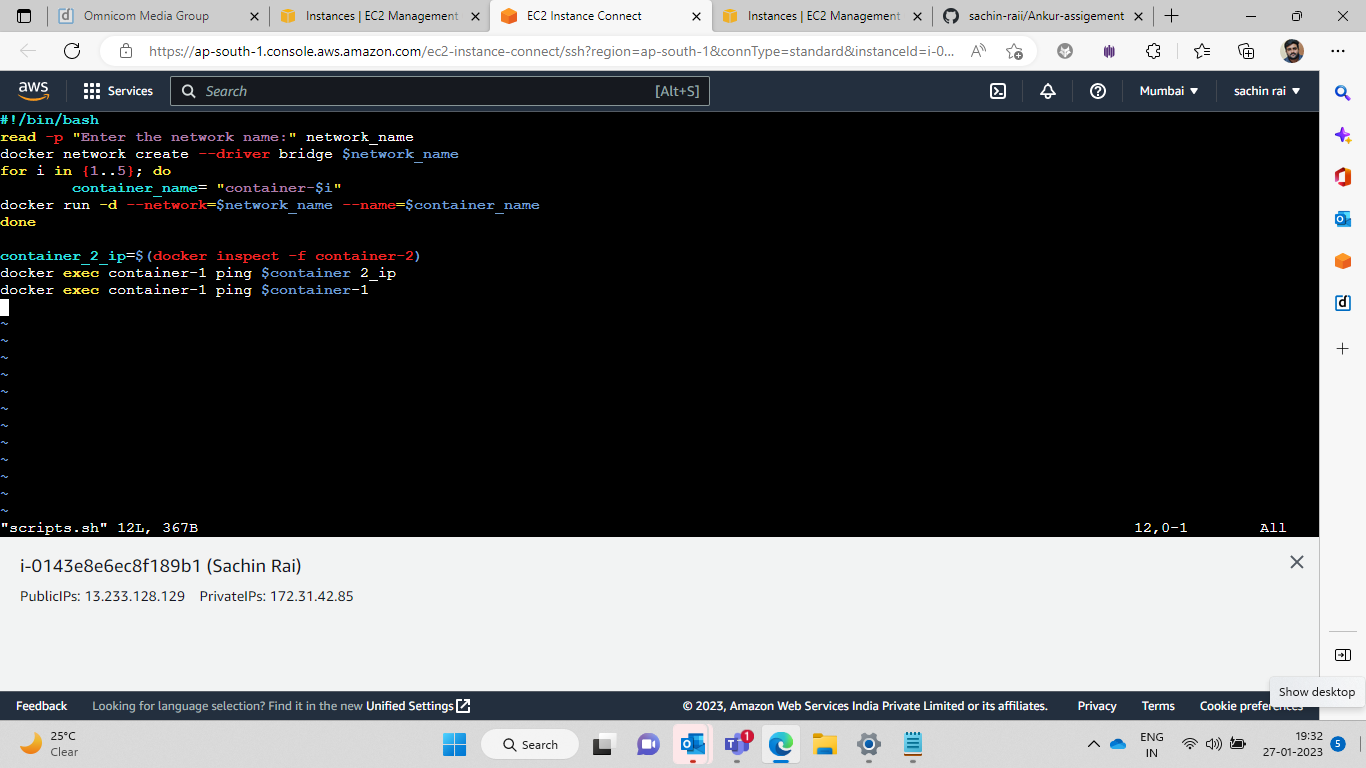 Omnicom Media Group
Instances | EC2 Management
EC2 Instance Connect
Instances | EC2 Management
sachin-raii/Ankur-assigement
https://ap-south-1.console.aws.amazon.com/ec2-instance-connect/ssh?region=ap-south-1&connType=standard&instanceId=i-0...
aws
Services
Search
[Alt+S]
Mumbai
sachin rai
#!/bin/bash
read -p "Enter the network name:" network_name
docker network create --driver bridge $network_name
for i in {1..5}; do
        container_name= "container-$i"
docker run -d --network=$network_name --name=$container_name
done
container_2_ip=$(docker inspect -f container-2)
docker exec container-1 ping $container 2_ip
docker exec container-1 ping $container-1
~
~
~
~
~
~
~
~
~
~
~
~
"scripts.sh" 12L, 367B
12,0-1
All
i-0143e8e6ec8f189b1 (Sachin Rai)
PublicIPs: 13.233.128.129 PrivateIPs: 172.31.42.85
Show desktop
Feedback
Looking for language selection? Find it in the new Unified Settings
© 2023, Amazon Web Services India Private Limited or its affiliates.
Privacy
Terms
Cookie preferences
25°C
Clear
Search
1
ENG
IN
19:32
27-01-2023
5